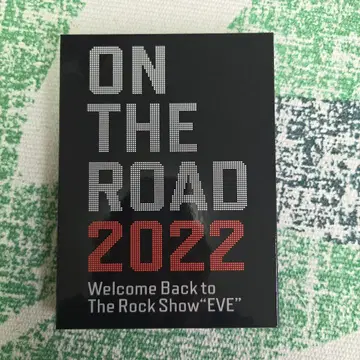 ON
THE
ROAD
2022
Welcome Back to
The Rock Show“EVE”